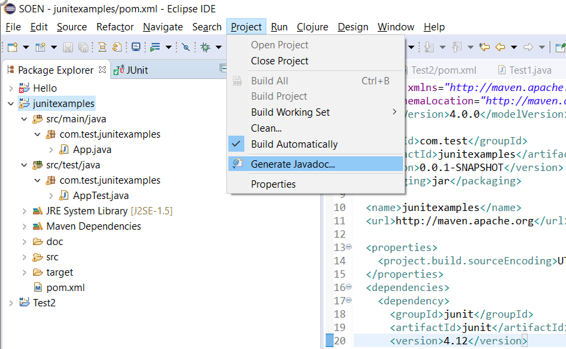 SOEN - junitexamples/pom.xml - Eclipse IDE
File Edit Source Refactor Navigate Search Project Run Clojure Design Window Help
Package Explorer JUnit
Hello
junitexamples
src/main/java
com.test.junitexamples
App.java
src/test/java
com.test.junitexamples
AppTest.java
JRE System Library [J2SE-1.5]
Maven Dependencies
doc
src
target
pom.xml
Test2
Open Project
Close Project
Build All Ctrl+B
Build Project
Build Working Set
Clean...
Build Automatically
Generate Javadoc...
Properties
Test2/pom.xml Test1.java
xmlns="http://maven.apache.
hemaLocation="http://maven
ersion>4.0.0</modelVersion
d>com.test</groupId>
actId>junitexamples</artifac
on>0.0.1-SNAPSHOT</version>
ging>jar</packaging>
10 <name>junitexamples</name>
11 <url>http://maven.apache.org</url
12
13 <properties>
14 <project.build.sourceEncoding>UT
15 </properties>
16 <dependencies>
17 <dependency>
18 <groupId>junit</groupId>
19 <artifactId>junit</artifactId>
20 <version>4.12</version>